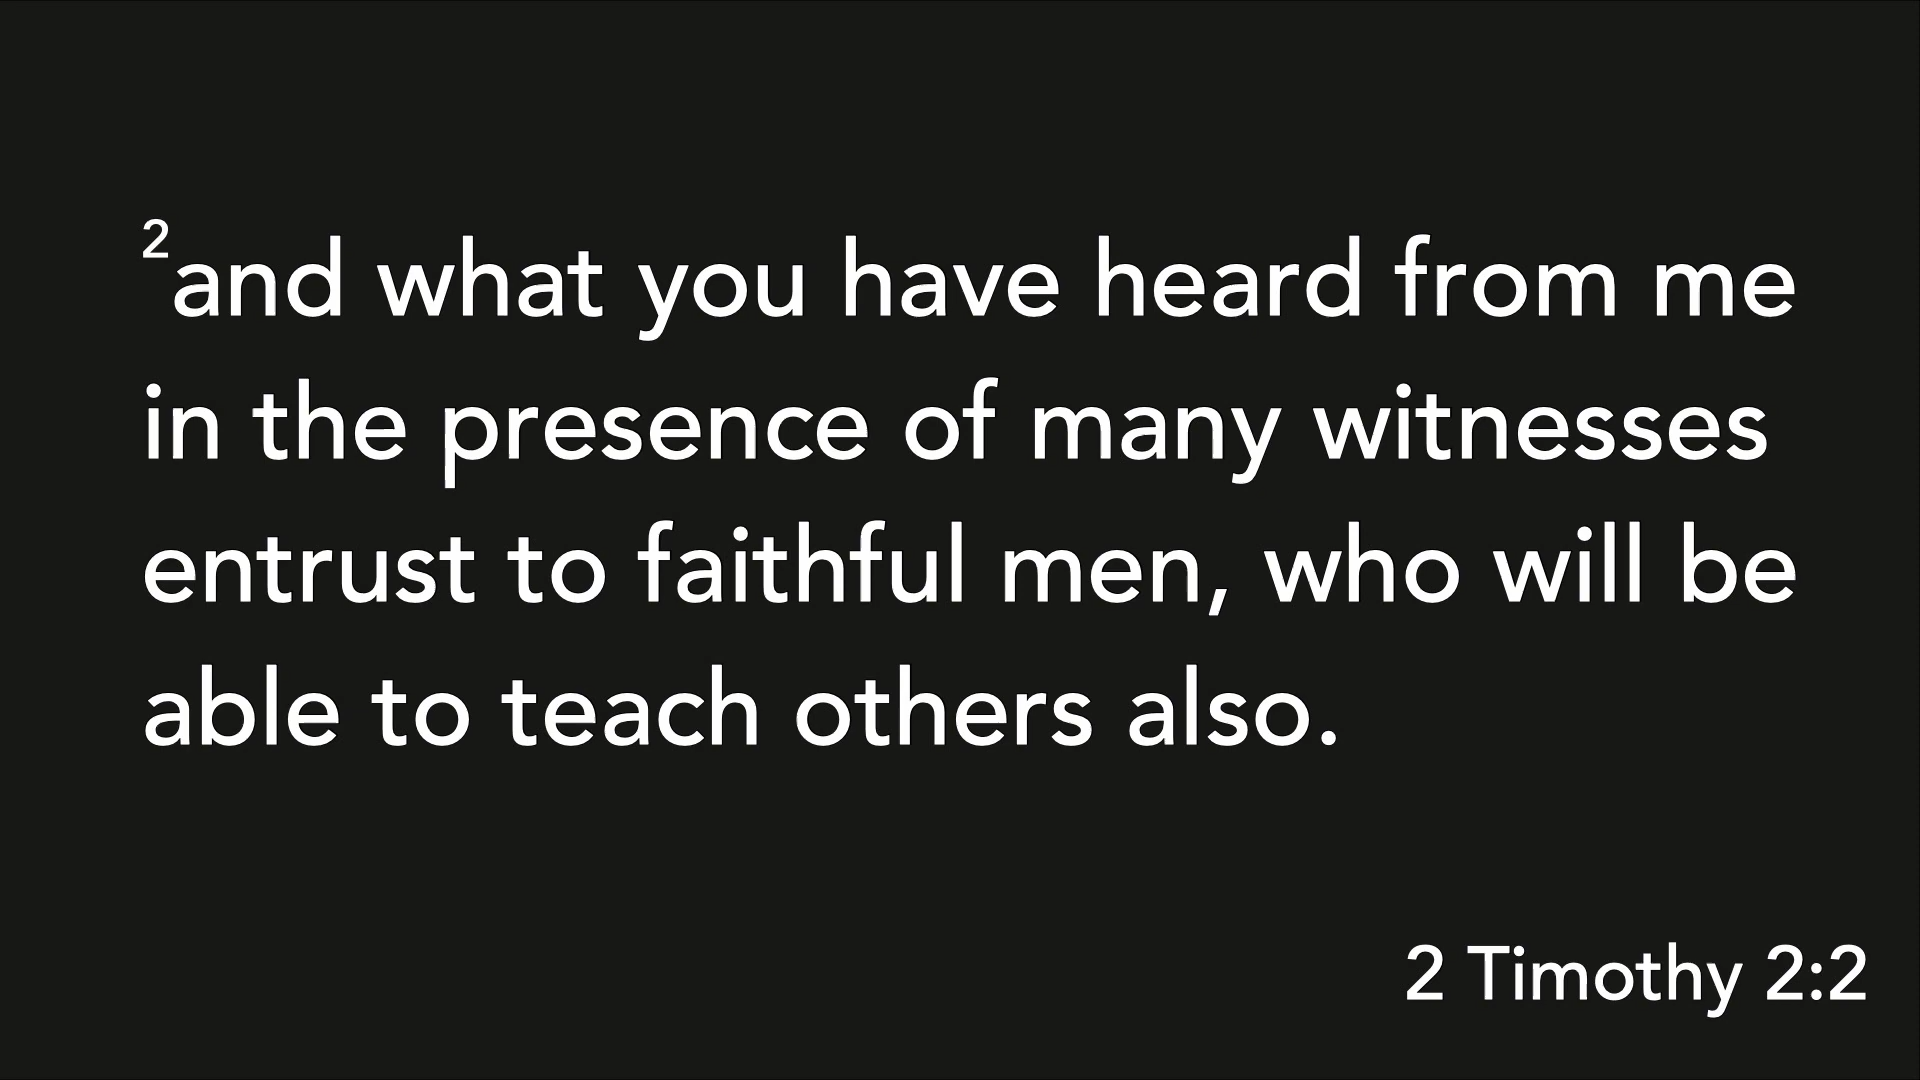 ²and what you have heard from me
in the presence of many witnesses
entrust to faithful men, who will be
able to teach others also.
2 Timothy 2:2